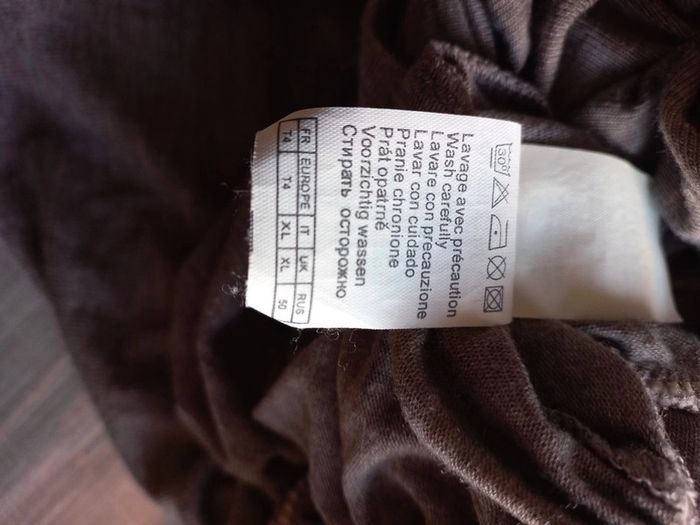 30°
Lavage avec précaution
Wash carefully
Lavare con precauzione
Lavar con cuidado
Pranie chronione
Prát opatrně
Voorzichtig wassen
Стирать осторожно
FR EUROPE IT UK RUS
T4 T4 XL XL 50